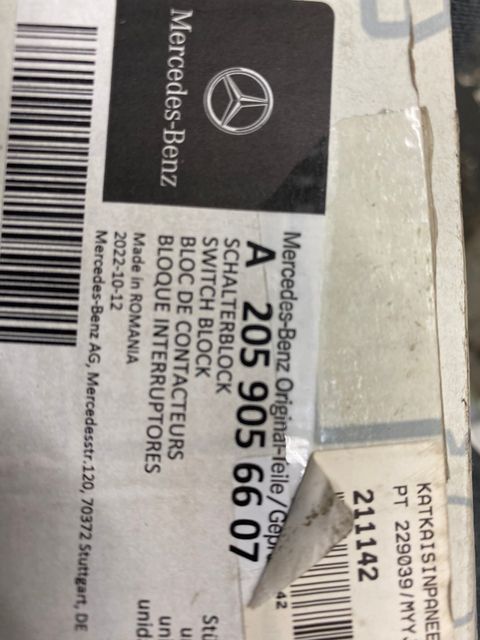 Mercedes-Benz
Mercedes-Benz Original-Teile/
A 205 905 66 07
SCHALTERBLOCK
SWITCH BLOCK
BLOC DE CONTACTEURS
BLOQUE INTERRUPTORES
Made in ROMANIA
2022-10-12
Mercedes-Benz AG, Mercedesstr.120, 70372 Stuttgart, DE
PT 229039/MYY
211142
42